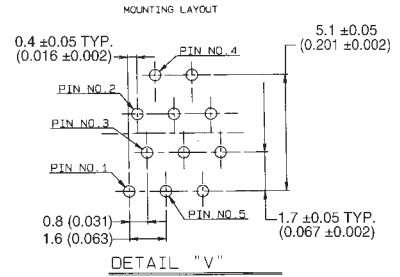 MOUNTING LAYOUT
0.4 ±0.05 TYP.
(0.016 ±0.002)
5.1 ±0.05
(0.201 ±0.002)
PIN NO.4
PIN NO.2
PIN NO.3
PIN NO.1
PIN NO.5
0.8 (0.031)
1.6 (0.063)
1.7 ±0.05 TYP.
(0.067 ±0.002)
DETAIL "V"